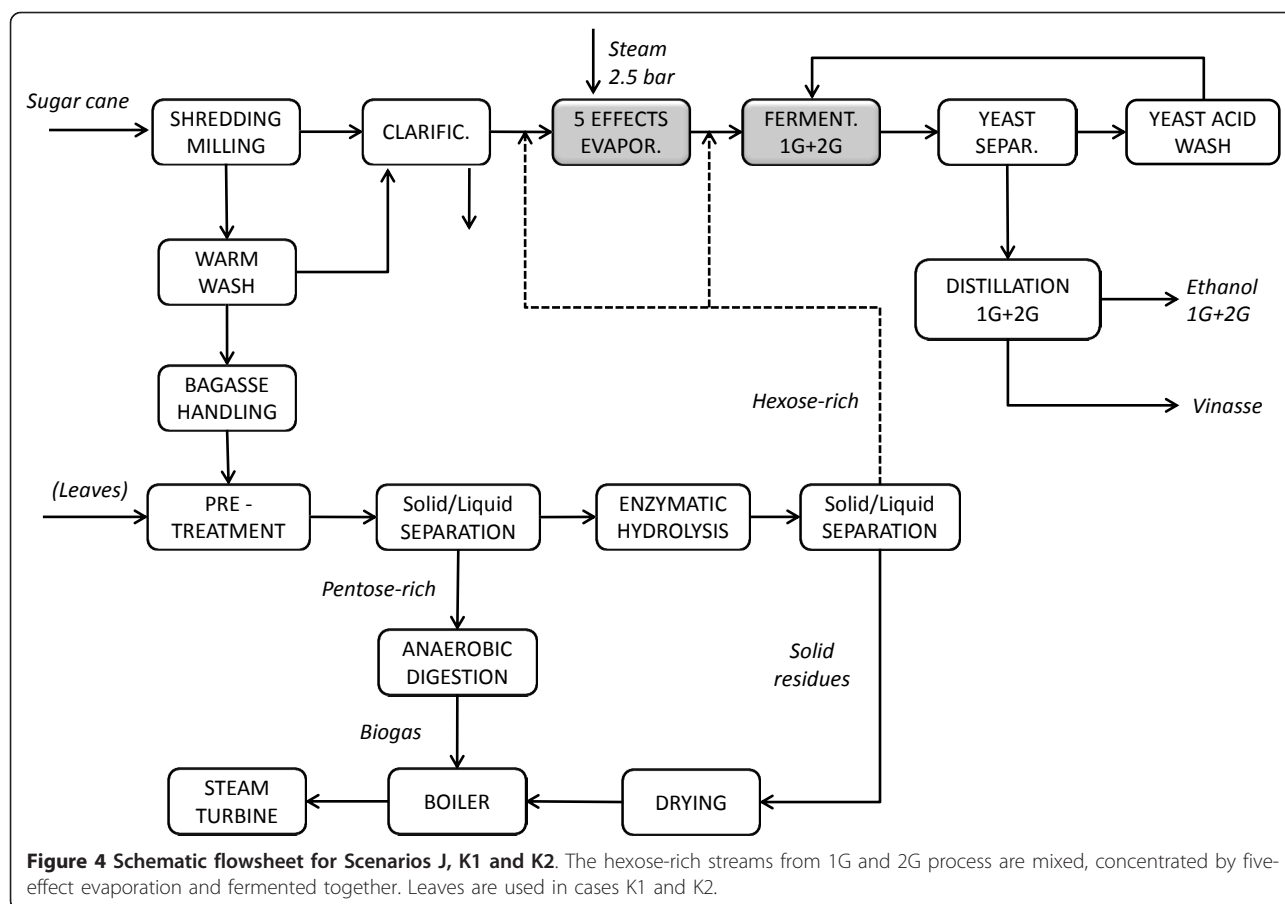 Steam
2.5 bar
Sugar cane
SHREDDING
MILLING
CLARIFIC.
5 EFFECTS
EVAPOR.
FERMENT.
1G+2G
YEAST
SEPAR.
YEAST ACID
WASH
WARM
WASH
DISTILLATION
1G+2G
Ethanol
1G+2G
BAGASSE
HANDLING
Hexose-rich
Vinasse
(Leaves)
PRE -
TREATMENT
Solid/Liquid
SEPARATION
ENZYMATIC
HYDROLYSIS
Solid/Liquid
SEPARATION
Pentose-rich
ANAEROBIC
DIGESTION
Solid
residues
Biogas
STEAM
TURBINE
BOILER
DRYING
Figure 4 Schematic flowsheet for Scenarios J, K1 and K2. The hexose-rich streams from 1G and 2G process are mixed, concentrated by five-
effect evaporation and fermented together. Leaves are used in cases K1 and K2.